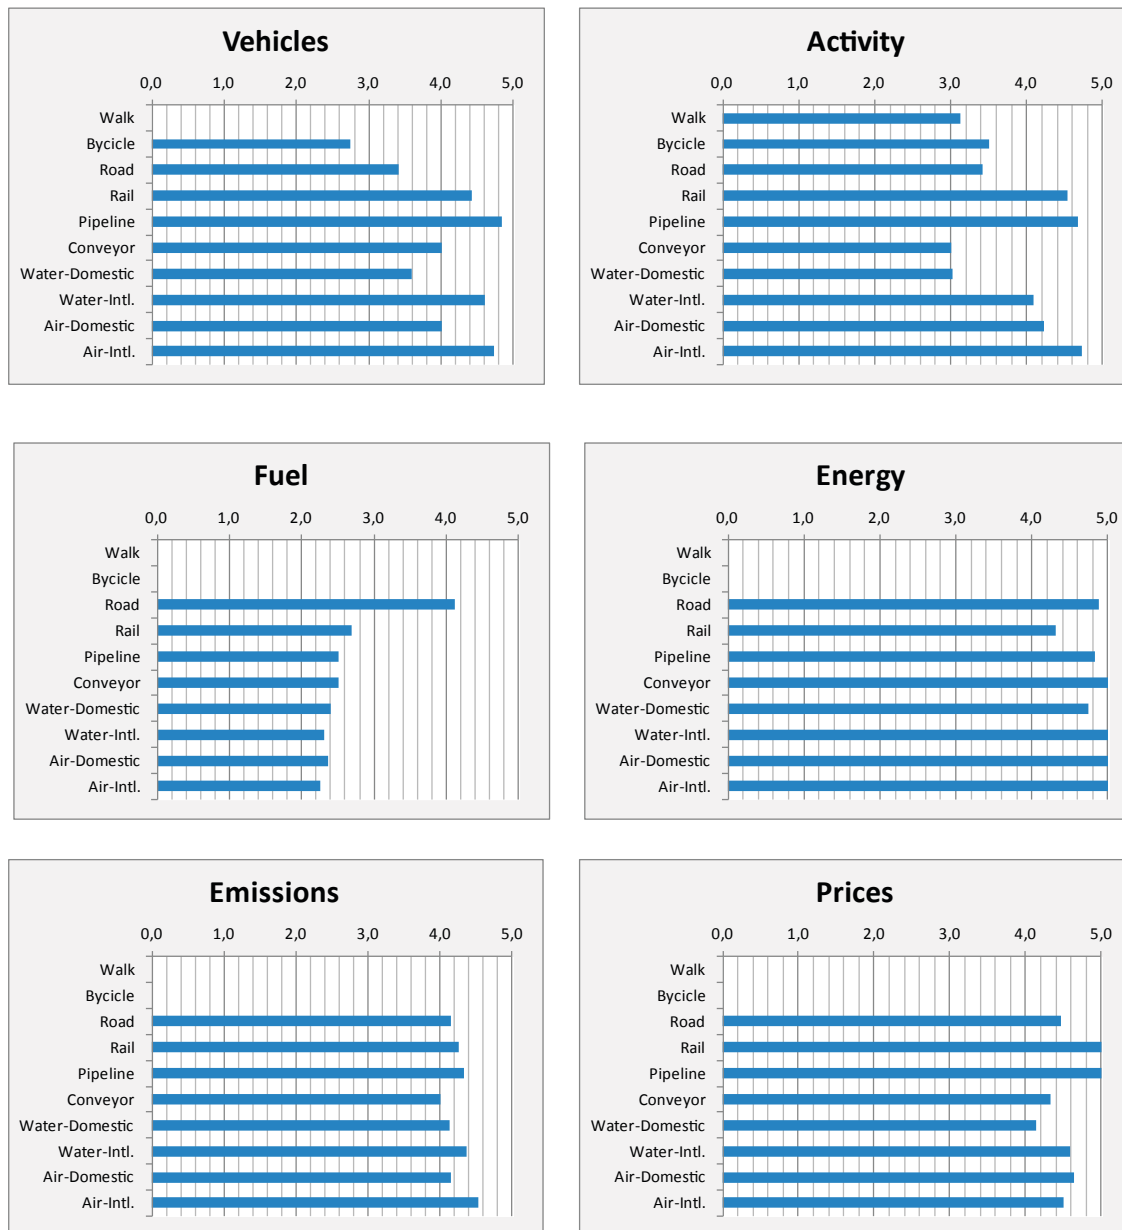 Vehicles
0,0 1,0 2,0 3,0 4,0 5,0
Walk
Bycicle
Road
Rail
Pipeline
Conveyor
Water-Domestic
Water-Intl.
Air-Domestic
Air-Intl.
Activity
0,0 1,0 2,0 3,0 4,0 5,0
Walk
Bycicle
Road
Rail
Pipeline
Conveyor
Water-Domestic
Water-Intl.
Air-Domestic
Air-Intl.
Fuel
0,0 1,0 2,0 3,0 4,0 5,0
Walk
Bycicle
Road
Rail
Pipeline
Conveyor
Water-Domestic
Water-Intl.
Air-Domestic
Air-Intl.
Energy
0,0 1,0 2,0 3,0 4,0 5,0
Walk
Bycicle
Road
Rail
Pipeline
Conveyor
Water-Domestic
Water-Intl.
Air-Domestic
Air-Intl.
Emissions
0,0 1,0 2,0 3,0 4,0 5,0
Walk
Bycicle
Road
Rail
Pipeline
Conveyor
Water-Domestic
Water-Intl.
Air-Domestic
Air-Intl.
Prices
0,0 1,0 2,0 3,0 4,0 5,0
Walk
Bycicle
Road
Rail
Pipeline
Conveyor
Water-Domestic
Water-Intl.
Air-Domestic
Air-Intl.